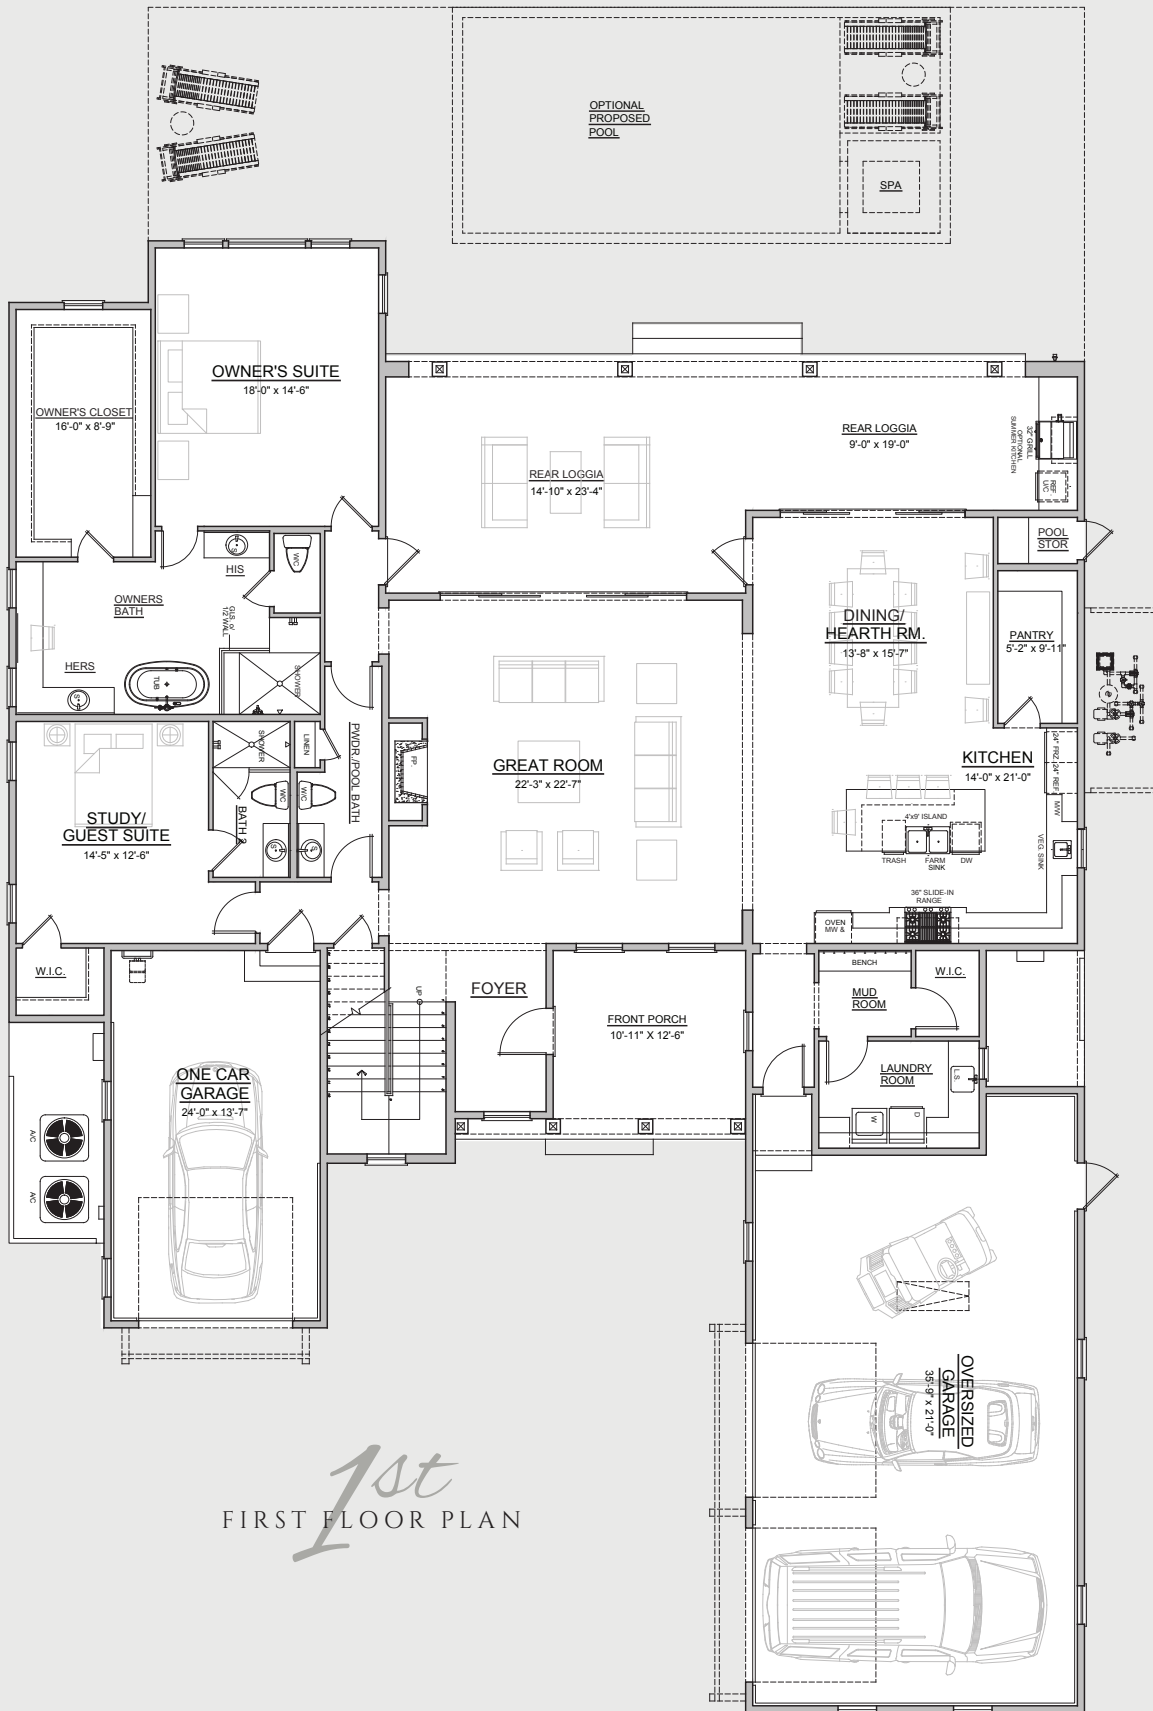 OPTIONAL
PROPOSED
POOL
SPA
OWNER'S SUITE
18'-0" x 14'-6"
OWNER'S CLOSET
16'-0" x 8'-9"
REAR LOGGIA
9'-0" x 19'-0"
REAR LOGGIA
14'-10" x 23'-4"
32" GRILL
OPTIONAL
SUMMER KITCHEN
REF.
U/C
POOL
STOR
HIS
S
W/C
OWNERS
BATH
GLS. o/
1/2 WALL
HERS
S
TUB
SHOWER
DINING/
HEARTH RM.
13'-8" x 15'-7"
PANTRY
5'-2" x 9'-11"
SHOWER
LINEN
PWDR./POOL BATH
FP.
GREAT ROOM
22'-3" x 22'-7"
KITCHEN
14'-0" x 21'-0"
24" FRZ.
24" REF.
M/W
STUDY/
GUEST SUITE
14'-5" x 12'-6"
BATH 2
W/C
W/C
S
S
4'x9' ISLAND
TRASH
FARM
SINK
DW
VEG. SINK
36" SLIDE-IN
RANGE
OVEN
MW &
W.I.C.
UP
FOYER
FRONT PORCH
10'-11" X 12'-6"
BENCH
MUD
ROOM
W.I.C.
LAUNDRY
ROOM
L.S.
W
D
ONE CAR
GARAGE
24'-0" x 13'-7"
A/C
A/C
OVERSIZED
GARAGE
35'-9" x 21'-0"
1st
FIRST FLOOR PLAN